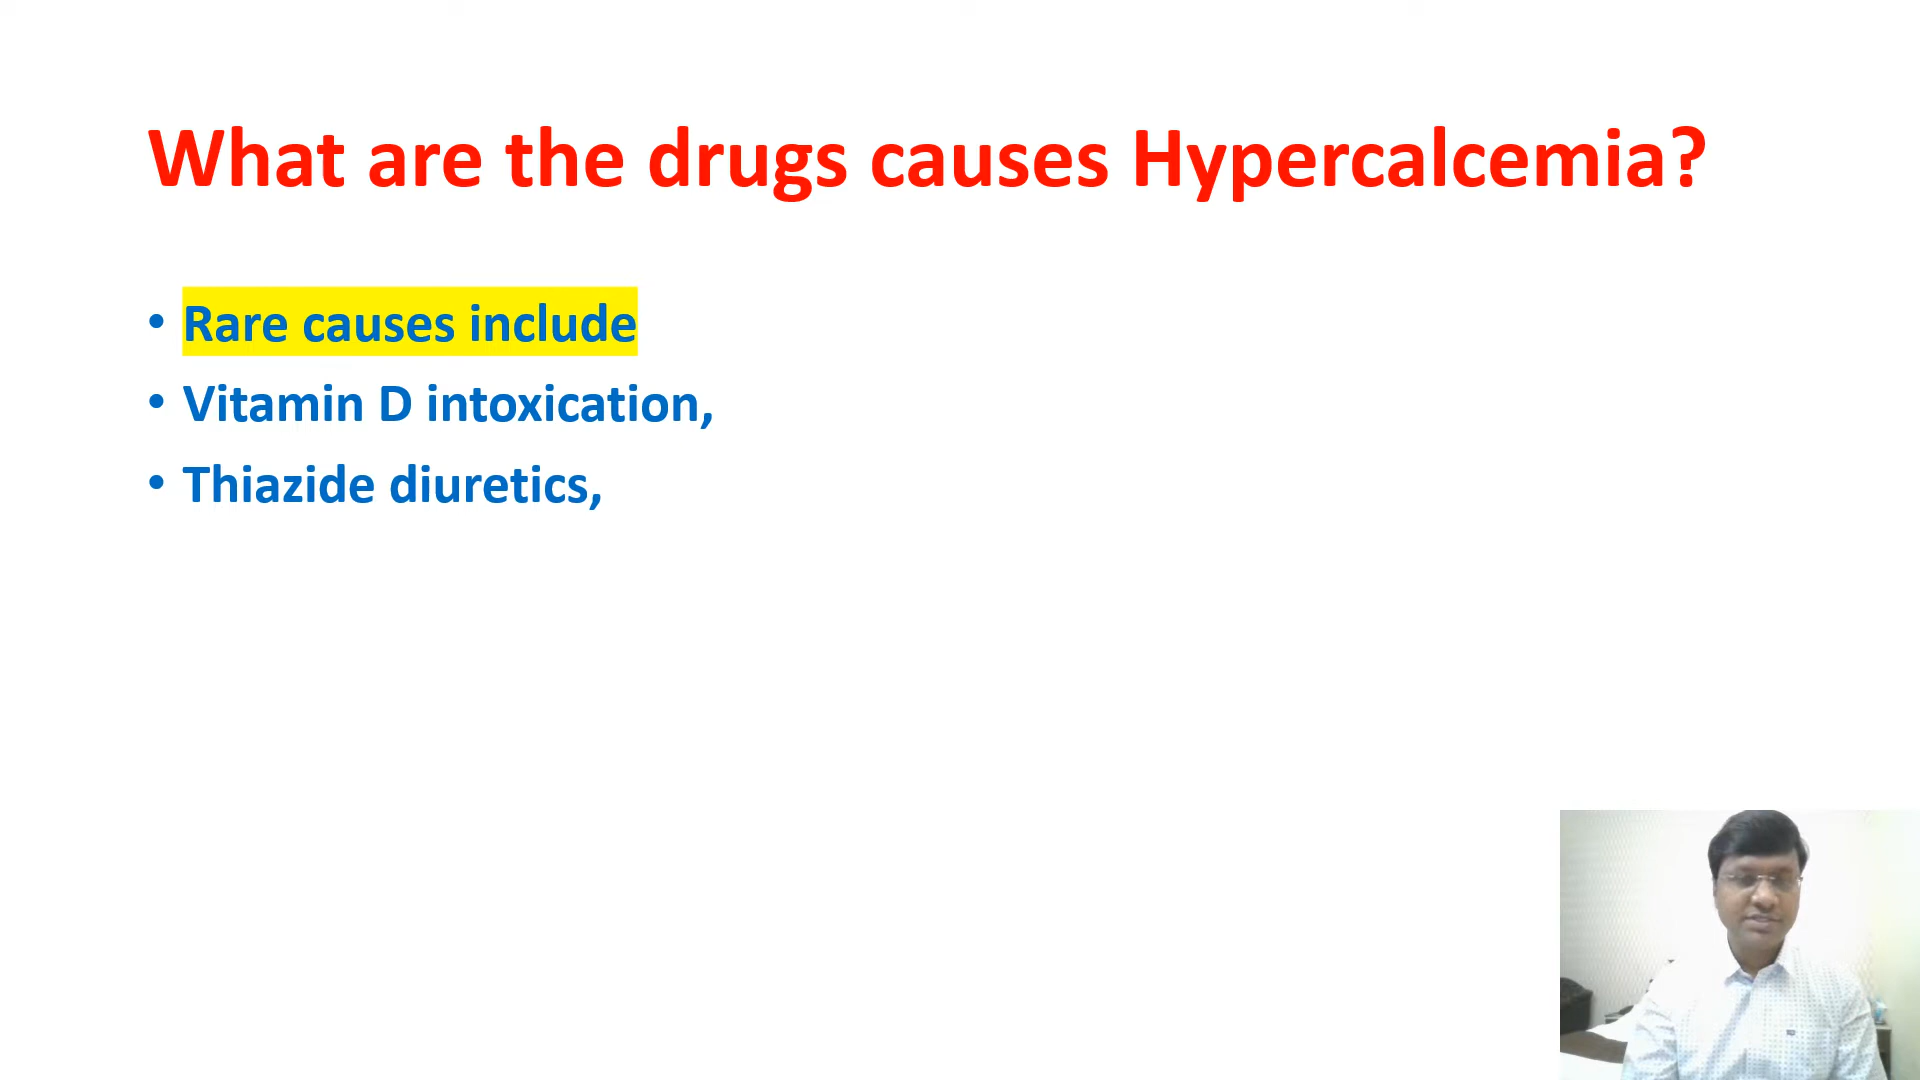 What are the drugs causes Hypercalcemia?
• Rare causes include
• Vitamin D intoxication,
• Thiazide diuretics,